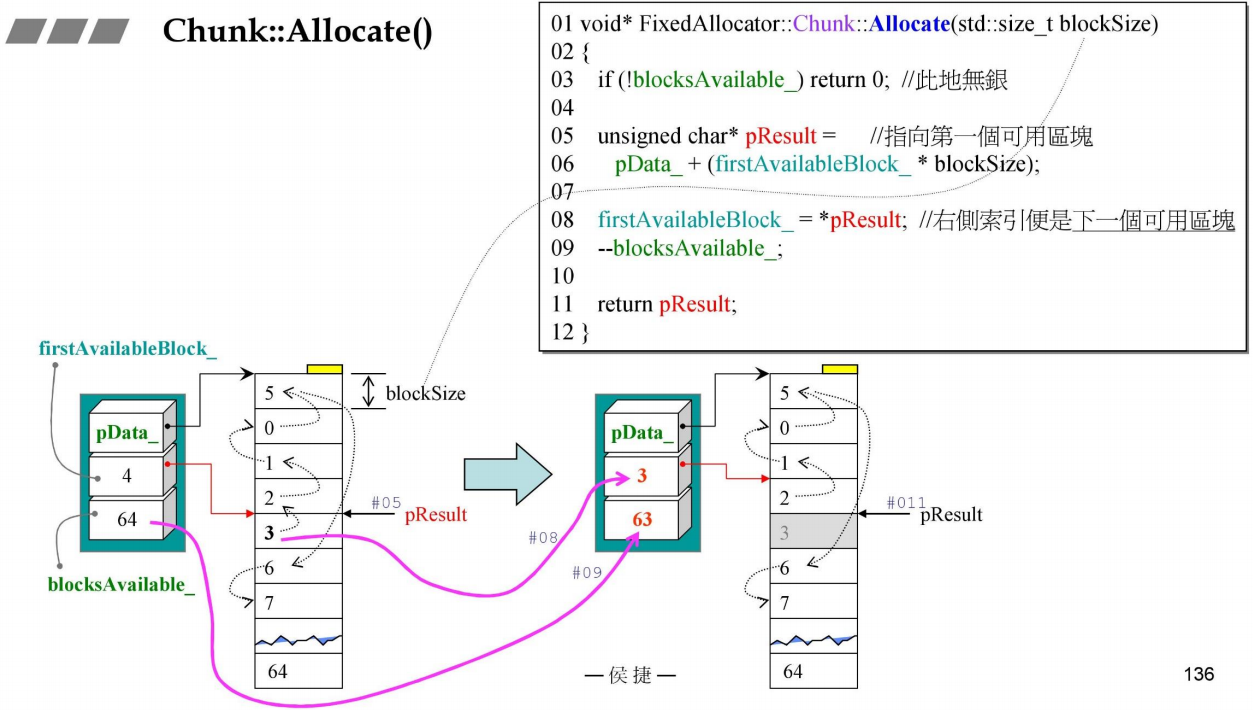 Chunk::Allocate()
01 void* FixedAllocator::Chunk::Allocate(std::size_t blockSize)
02 {
03 if (!blocksAvailable_) return 0; //此地無銀
04
05 unsigned char* pResult = //指向第一個可用區塊
06 pData_ + (firstAvailableBlock_ * blockSize);
07
08 firstAvailableBlock_ = *pResult; //右側索引便是下一個可用區塊
09 --blocksAvailable_;
10
11 return pResult;
12 }
firstAvailableBlock_
pData_
4
64
blocksAvailable_
5
0
1
2
3
6
7
64
blockSize
#05
pResult
#08
#09
pData_
3
63
5
0
1
2
3
6
7
64
#011
pResult
—侯捷—
136